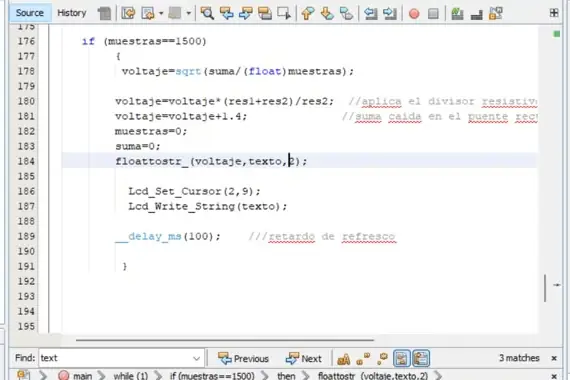 Source History
175
176 if (muestras==1500)
177 {
178 voltaje=sqrt(suma/(float)muestras);
179
180 voltaje=voltaje*(res1+res2)/res2; //aplica el divisor resistivo
181 voltaje=voltaje+1.4; //suma caida en el puente rec
182 muestras=0;
183 suma=0;
184 floattostr_(voltaje,texto,2);
185
186 Lcd_Set_Cursor(2,9);
187 Lcd_Write_String(texto);
188
189 __delay_ms(100); ///retardo de refresco
190
191 }
192
193
194
195
Find: text Previous Next 3 matches
main while (1) if (muestras==1500) then floattostr_(voltaje,texto,2)